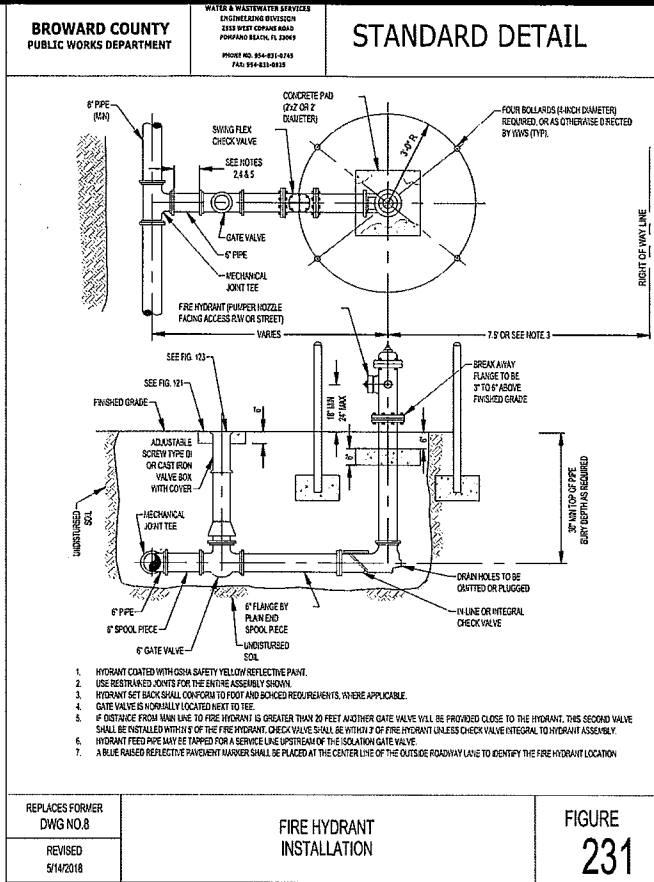 BROWARD COUNTY
PUBLIC WORKS DEPARTMENT
WATER & WASTEWATER SERVICES
ENGINEERING DIVISION
2555 WEST COPANS ROAD
POMPANO BEACH, FL 33069
PHONE NO. 954-831-0745
FAX: 954-831-0925
STANDARD DETAIL
6" PIPE
(MIN)
CONCRETE PAD
(2'x2' OR 2'
DIAMETER)
SWING FLEX
CHECK VALVE
SEE NOTES
2,4 & 5
3'-0" R
FOUR BOLLARDS (4-INCH DIAMETER)
REQUIRED, OR AS OTHERWISE DIRECTED
BY WWS (TYP).
GATE VALVE
6" PIPE
MECHANICAL
JOINT TEE
RIGHT OF WAY LINE
FIRE HYDRANT (PUMPER NOZZLE
FACING ACCESS R/W OR STREET)
VARIES
7.5' OR SEE NOTE 3
SEE FIG. 123
SEE FIG. 121
FINISHED GRADE
18" MIN
24" MAX
BREAK AWAY
FLANGE TO BE
3" TO 6" ABOVE
FINISHED GRADE
ADJUSTABLE
SCREW TYPE DI
OR CAST IRON
VALVE BOX
WITH COVER
6"
6"
6"
30" MIN TOP OF PIPE
BURY DEPTH AS REQUIRED
UNDISTURBED
SOIL
MECHANICAL
JOINT TEE
DRAIN HOLES TO BE
OMITTED OR PLUGGED
6" PIPE
6" SPOOL PIECE
6" GATE VALVE
6" FLANGE BY
PLAIN END
SPOOL PIECE
UNDISTURBED
SOIL
IN-LINE OR INTEGRAL
CHECK VALVE
1. HYDRANT COATED WITH OSHA SAFETY YELLOW REFLECTIVE PAINT.
2. USE RESTRAINED JOINTS FOR THE ENTIRE ASSEMBLY SHOWN.
3. HYDRANT SET BACK SHALL CONFORM TO FDOT AND BCHCED REQUIREMENTS, WHERE APPLICABLE.
4. GATE VALVE IS NORMALLY LOCATED NEXT TO TEE.
5. IF DISTANCE FROM MAIN LINE TO FIRE HYDRANT IS GREATER THAN 20 FEET ANOTHER GATE VALVE WILL BE PROVIDED CLOSE TO THE HYDRANT. THIS SECOND VALVE
SHALL BE INSTALLED WITHIN 5' OF THE FIRE HYDRANT. CHECK VALVE SHALL BE WITHIN 3' OF FIRE HYDRANT UNLESS CHECK VALVE INTEGRAL TO HYDRANT ASSEMBLY.
6. HYDRANT FEED PIPE MAY BE TAPPED FOR A SERVICE LINE UPSTREAM OF THE ISOLATION GATE VALVE.
7. A BLUE RAISED REFLECTIVE PAVEMENT MARKER SHALL BE PLACED AT THE CENTER LINE OF THE OUTSIDE ROADWAY LANE TO IDENTIFY THE FIRE HYDRANT LOCATION
REPLACES FORMER
DWG NO.8
REVISED
5/14/2018
FIRE HYDRANT
INSTALLATION
FIGURE
231